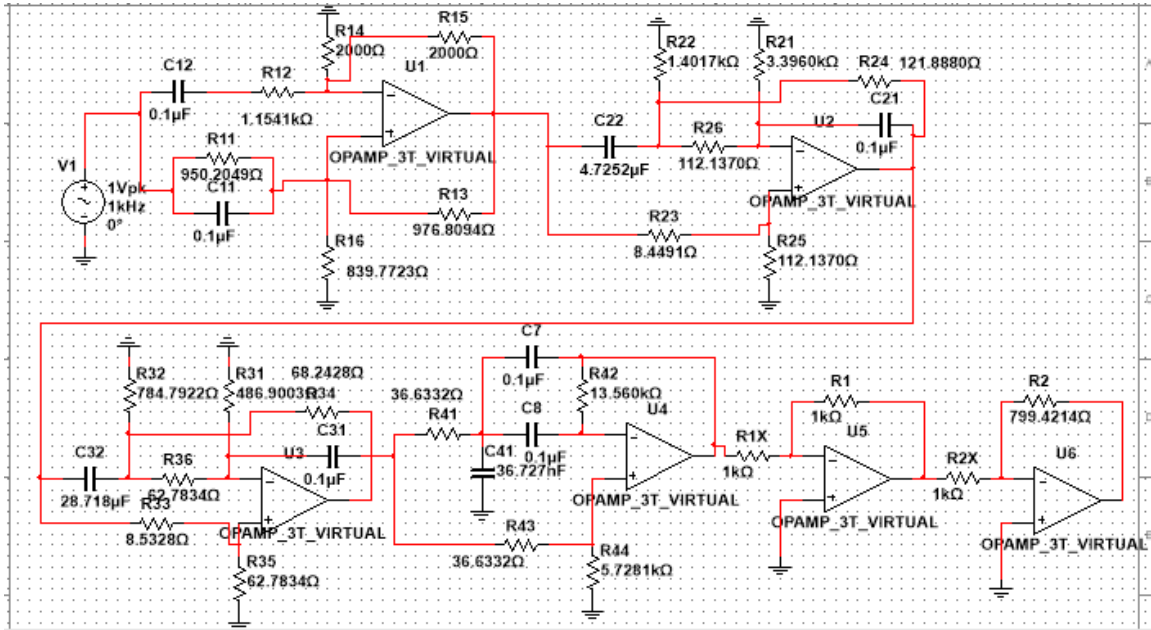 R14
2000Ω
R15
2000Ω
U1
C12
0.1µF
R12
1.1541kΩ
R11
950.2049Ω
C11
0.1µF
V1
1Vpk
1kHz
0°
OPAMP_3T_VIRTUAL
R13
976.8094Ω
R16
839.7723Ω
R22
1.4017kΩ
R21
3.3960kΩ
R24
121.8880Ω
C21
0.1µF
U2
C22
4.7252µF
R26
112.1370Ω
OPAMP_3T_VIRTUAL
R23
8.4491Ω
R25
112.1370Ω
R32
784.7922Ω
R31
486.9003Ω
68.2428Ω
R34
C31
0.1µF
U3
C32
28.718µF
R36
62.7834Ω
R33
8.5328Ω
OPAMP_3T_VIRTUAL
R35
62.7834Ω
36.6332Ω
R41
C7
0.1µF
C8
0.1µF
C41
36.727nF
R42
13.560kΩ
U4
OPAMP_3T_VIRTUAL
R43
36.6332Ω
R44
5.7281kΩ
R1
1kΩ
R1X
1kΩ
U5
OPAMP_3T_VIRTUAL
R2
799.4214Ω
R2X
1kΩ
U6
OPAMP_3T_VIRTUAL